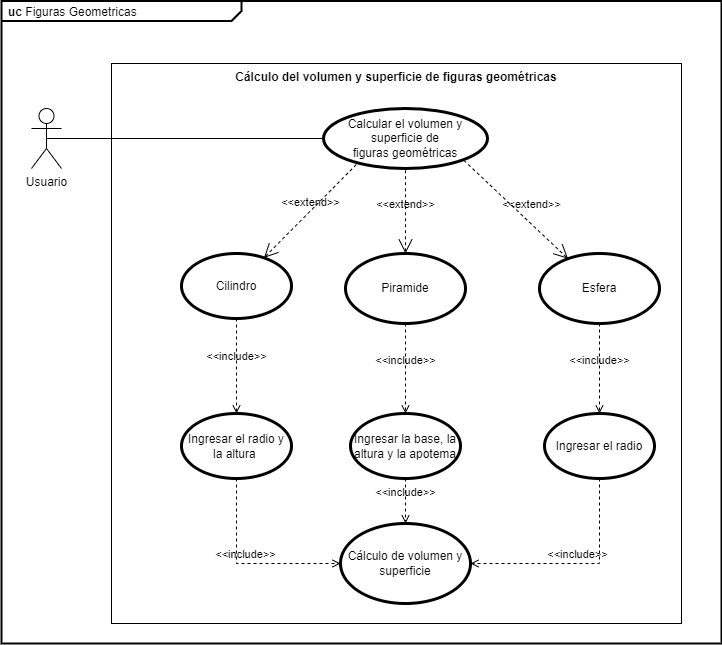 uc Figuras Geometricas
Cálculo del volumen y superficie de figuras geométricas
Usuario
Calcular el volumen y
superficie de
figuras geométricas
<<extend>>
<<extend>>
<<extend>>
Cilindro
Piramide
Esfera
<<include>>
<<include>>
<<include>>
Ingresar el radio y
la altura
Ingresar la base, la
altura y la apotema
Ingresar el radio
<<include>>
<<include>>
<<include>>
Cálculo de volumen y
superficie